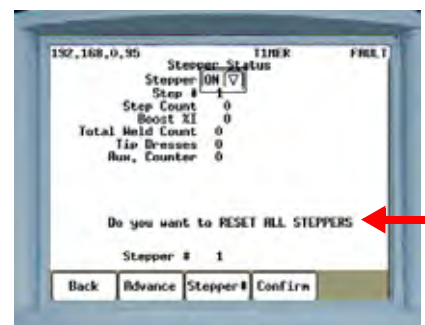 192,168,0,95 TIMER FAULT
Stepper Status
Stepper ON
Step # 1
Step Count 0
Boost %I 0
Total Weld Count 0
Tip Dresses 0
Aux. Counter 0
Do you want to RESET ALL STEPPERS
Stepper # 1
Back Advance Stepper# Confirm